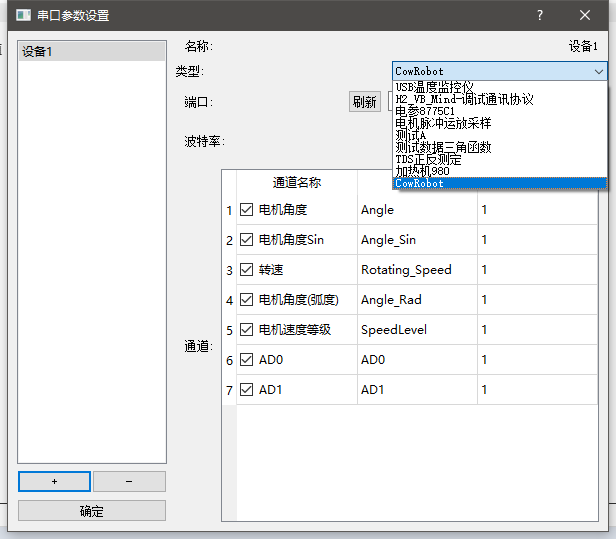 串口参数设置
?
设备1
名称:
设备1
类型:
CowRobot
USB温度监控仪
H2_VB_Mind-调试通讯协议
电参8775C1
电机脉冲运放采样
测试A
测试数据三角函数
TDS正反测定
加热机980
CowRobot
端口:
刷新
波特率:
通道:
通道名称
1 电机角度 Angle 1
2 电机角度Sin Angle_Sin 1
3 转速 Rotating_Speed 1
4 电机角度(弧度) Angle_Rad 1
5 电机速度等级 SpeedLevel 1
6 AD0 AD0 1
7 AD1 AD1 1
+
-
确定